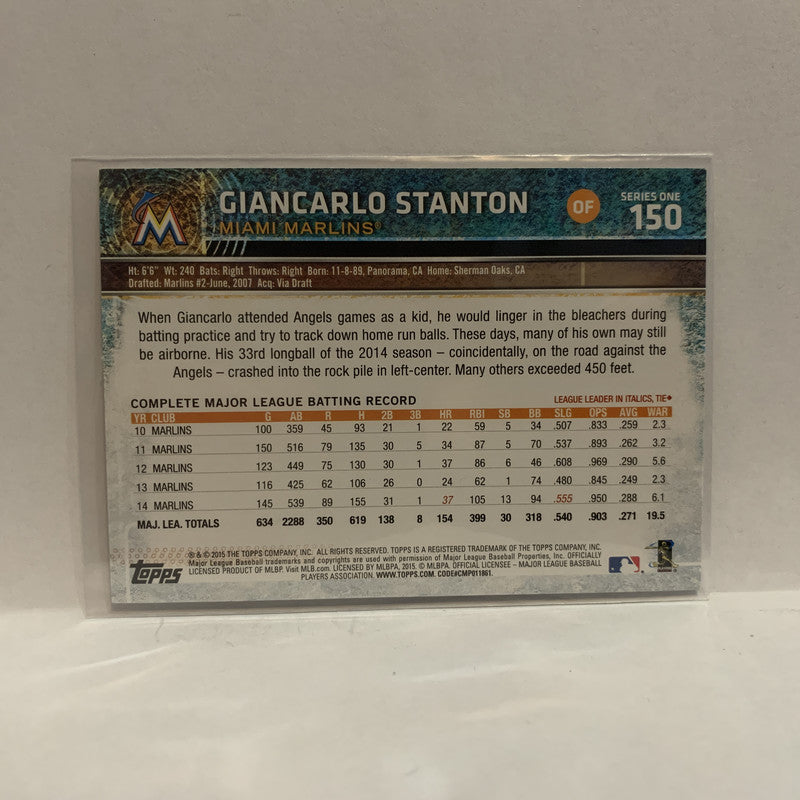 M
GIANCARLO STANTON
MIAMI MARLINS®
OF
SERIES ONE
150
Ht: 6'6" Wt: 240 Bats: Right Throws: Right Born: 11-8-89, Panorama, CA Home: Sherman Oaks, CA
Drafted: Marlins #2-June, 2007 Acq: Via Draft
When Giancarlo attended Angels games as a kid, he would linger in the bleachers during
batting practice and try to track down home run balls. These days, many of his own may still
be airborne. His 33rd longball of the 2014 season – coincidentally, on the road against the
Angels – crashed into the rock pile in left-center. Many others exceeded 450 feet.
COMPLETE MAJOR LEAGUE BATTING RECORD LEAGUE LEADER IN ITALICS, TIE♦
YR CLUB G AB R H 2B 3B HR RBI SB BB SLG OPS AVG WAR
10 MARLINS 100 359 45 93 21 1 22 59 5 34 .507 .833 .259 2.3
11 MARLINS 150 516 79 135 30 5 34 87 5 70 .537 .893 .262 3.2
12 MARLINS 123 449 75 130 30 1 37 86 6 46 .608 .969 .290 5.6
13 MARLINS 116 425 62 106 26 0 24 62 1 74 .480 .845 .249 2.3
14 MARLINS 145 539 89 155 31 1 37 105 13 94 .555 .950 .288 6.1
MAJ. LEA. TOTALS 634 2288 350 619 138 8 154 399 30 318 .540 .903 .271 19.5
topps
® & © 2015 THE TOPPS COMPANY, INC. ALL RIGHTS RESERVED. TOPPS IS A REGISTERED TRADEMARK OF THE TOPPS COMPANY, INC.
Major League Baseball trademarks and copyrights are used with permission of Major League Baseball Properties, Inc. OFFICIALLY
LICENSED PRODUCT OF MLBP. Visit MLB.com. LICENSED BY MLBPA, 2015. © MLBPA, OFFICIAL LICENSEE – MAJOR LEAGUE BASEBALL
PLAYERS ASSOCIATION. WWW.TOPPS.COM. CODE#CMP011861.